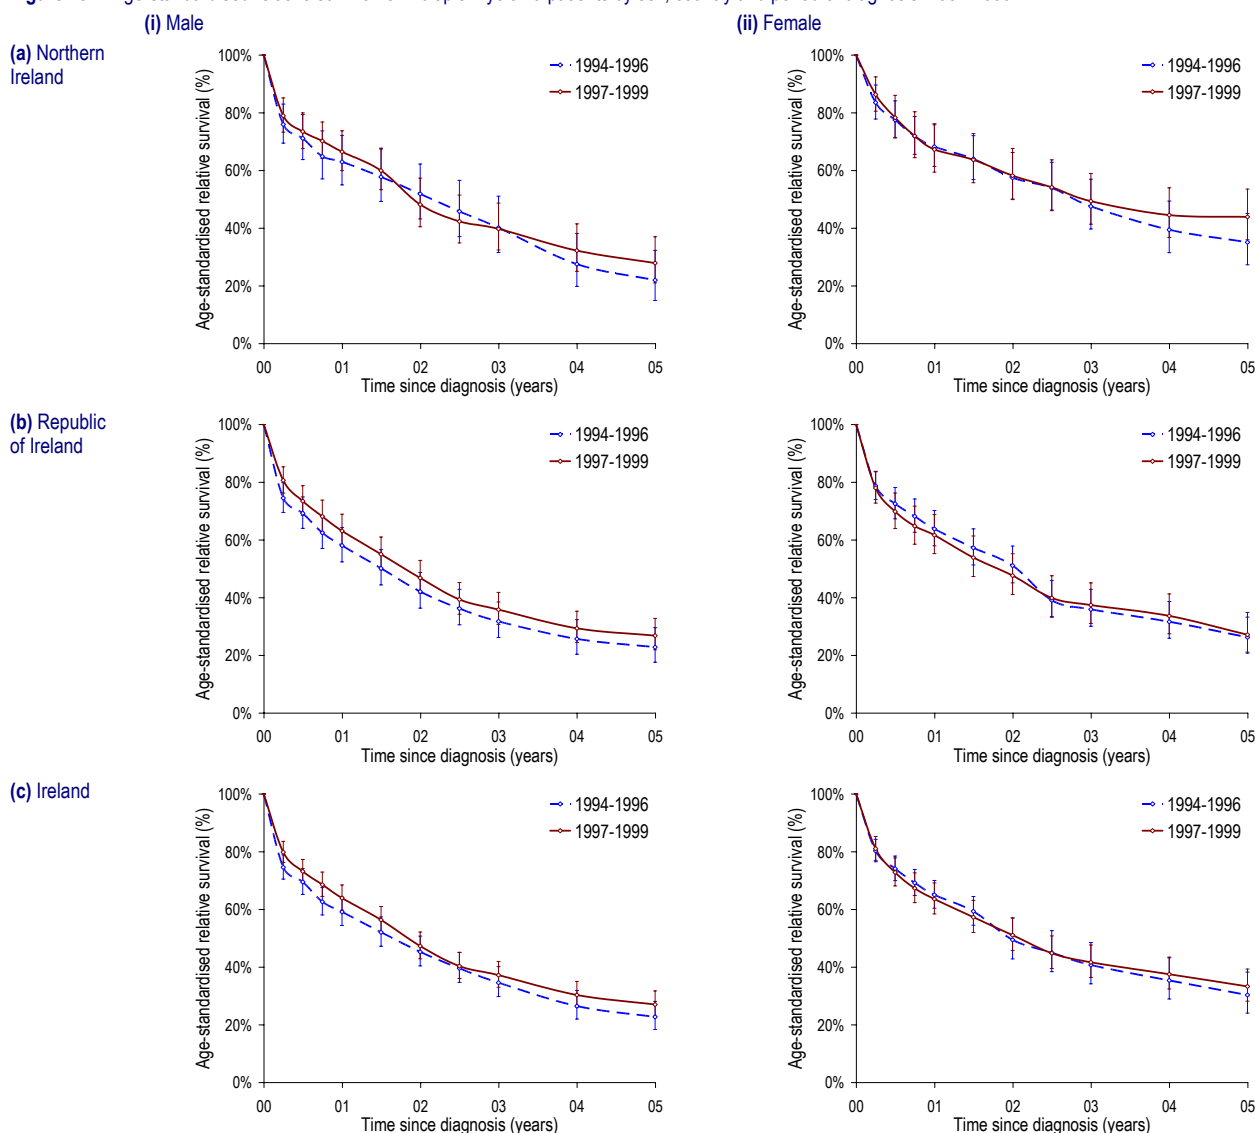 (i) Male
(ii) Female
(a) Northern
Ireland
Age-standardised relative survival (%)
100%
80%
60%
40%
20%
0%
1994-1996
1997-1999
00 01 02 03 04 05
Time since diagnosis (years)
Age-standardised relative survival (%)
100%
80%
60%
40%
20%
0%
1994-1996
1997-1999
00 01 02 03 04 05
Time since diagnosis (years)
(b) Republic
of Ireland
Age-standardised relative survival (%)
100%
80%
60%
40%
20%
0%
1994-1996
1997-1999
00 01 02 03 04 05
Time since diagnosis (years)
Age-standardised relative survival (%)
100%
80%
60%
40%
20%
0%
1994-1996
1997-1999
00 01 02 03 04 05
Time since diagnosis (years)
(c) Ireland
Age-standardised relative survival (%)
100%
80%
60%
40%
20%
0%
1994-1996
1997-1999
00 01 02 03 04 05
Time since diagnosis (years)
Age-standardised relative survival (%)
100%
80%
60%
40%
20%
0%
1994-1996
1997-1999
00 01 02 03 04 05
Time since diagnosis (years)